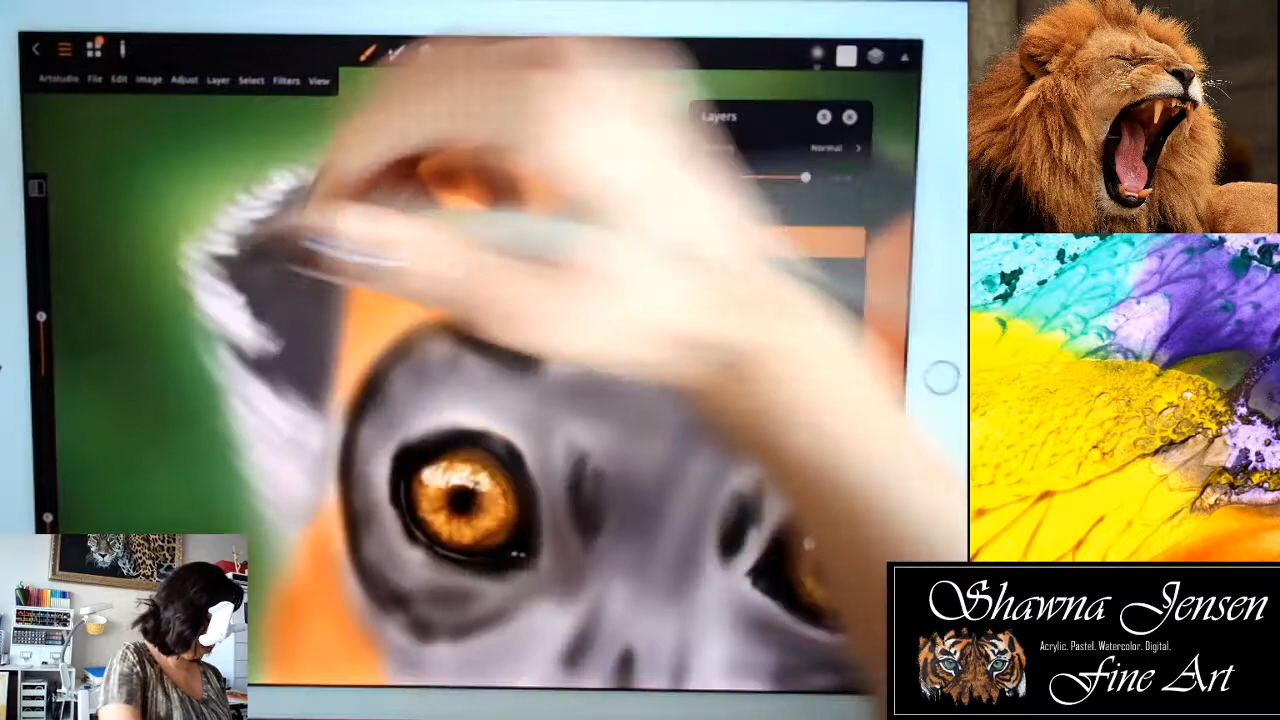 Artstudio File Edit Image Adjust Layer Select Filters View
Layers
Normal
Shawna Jensen
Acrylic. Pastel. Watercolor. Digital.
Fine Art